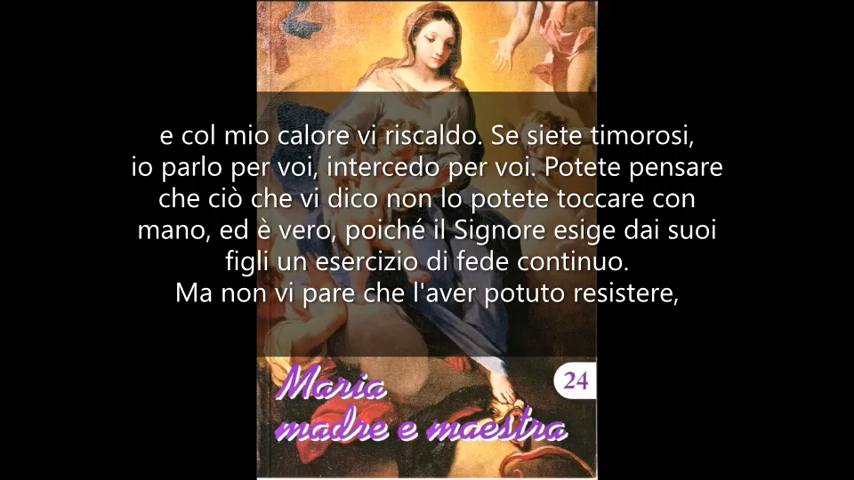 e col mio calore vi riscaldo. Se siete timorosi,
io parlo per voi, intercedo per voi. Potete pensare
che ciò che vi dico non lo potete toccare con
mano, ed è vero, poiché il Signore esige dai suoi
figli un esercizio di fede continuo.
Ma non vi pare che l'aver potuto resistere,
Maria
24
madre e maestra